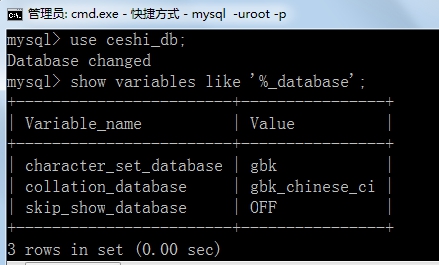 管理员: cmd.exe - 快捷方式 - mysql  -uroot -p
mysql> use ceshi_db;
Database changed
mysql> show variables like '%_database';
+------------------------+----------------+
| Variable_name          | Value          |
+------------------------+----------------+
| character_set_database | gbk            |
| collation_database     | gbk_chinese_ci |
| skip_show_database     | OFF            |
+------------------------+----------------+
3 rows in set (0.00 sec)